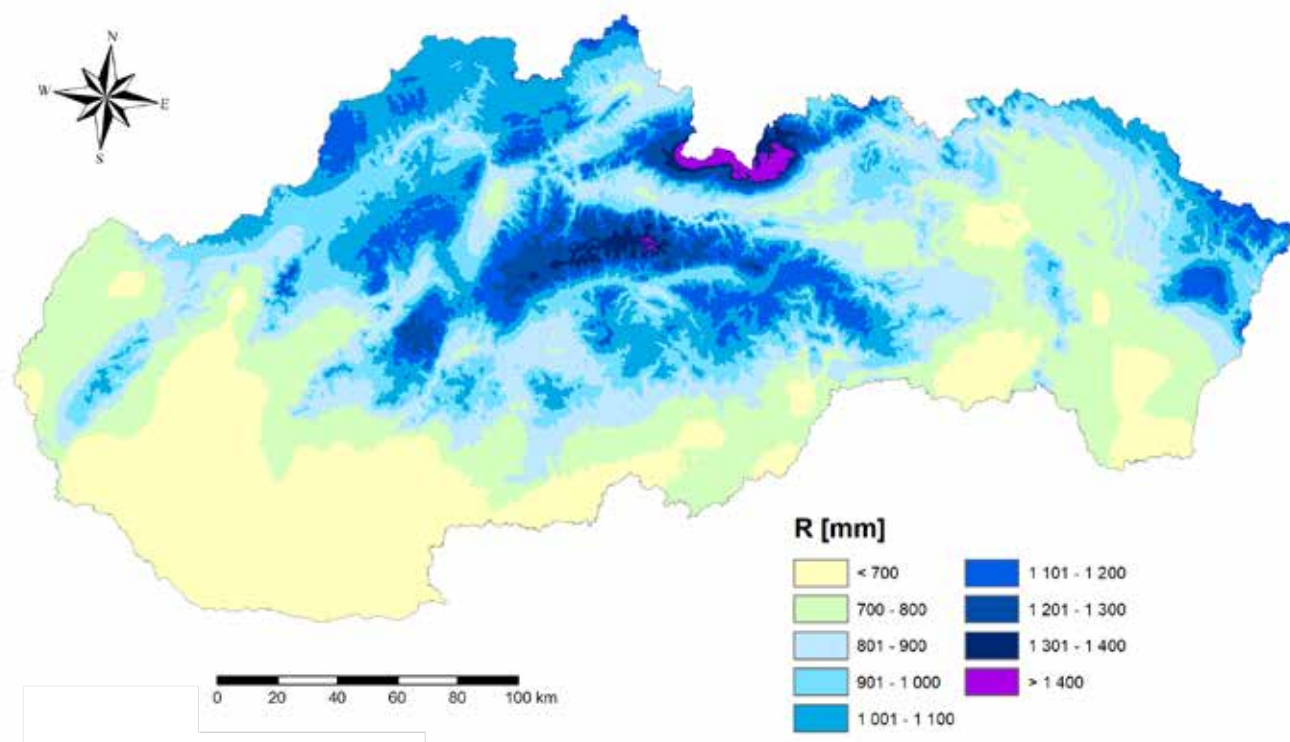 N
W
E
S
R [mm]
< 700
700 - 800
801 - 900
901 - 1 000
1 001 - 1 100
1 101 - 1 200
1 201 - 1 300
1 301 - 1 400
> 1 400
0 20 40 60 80 100 km